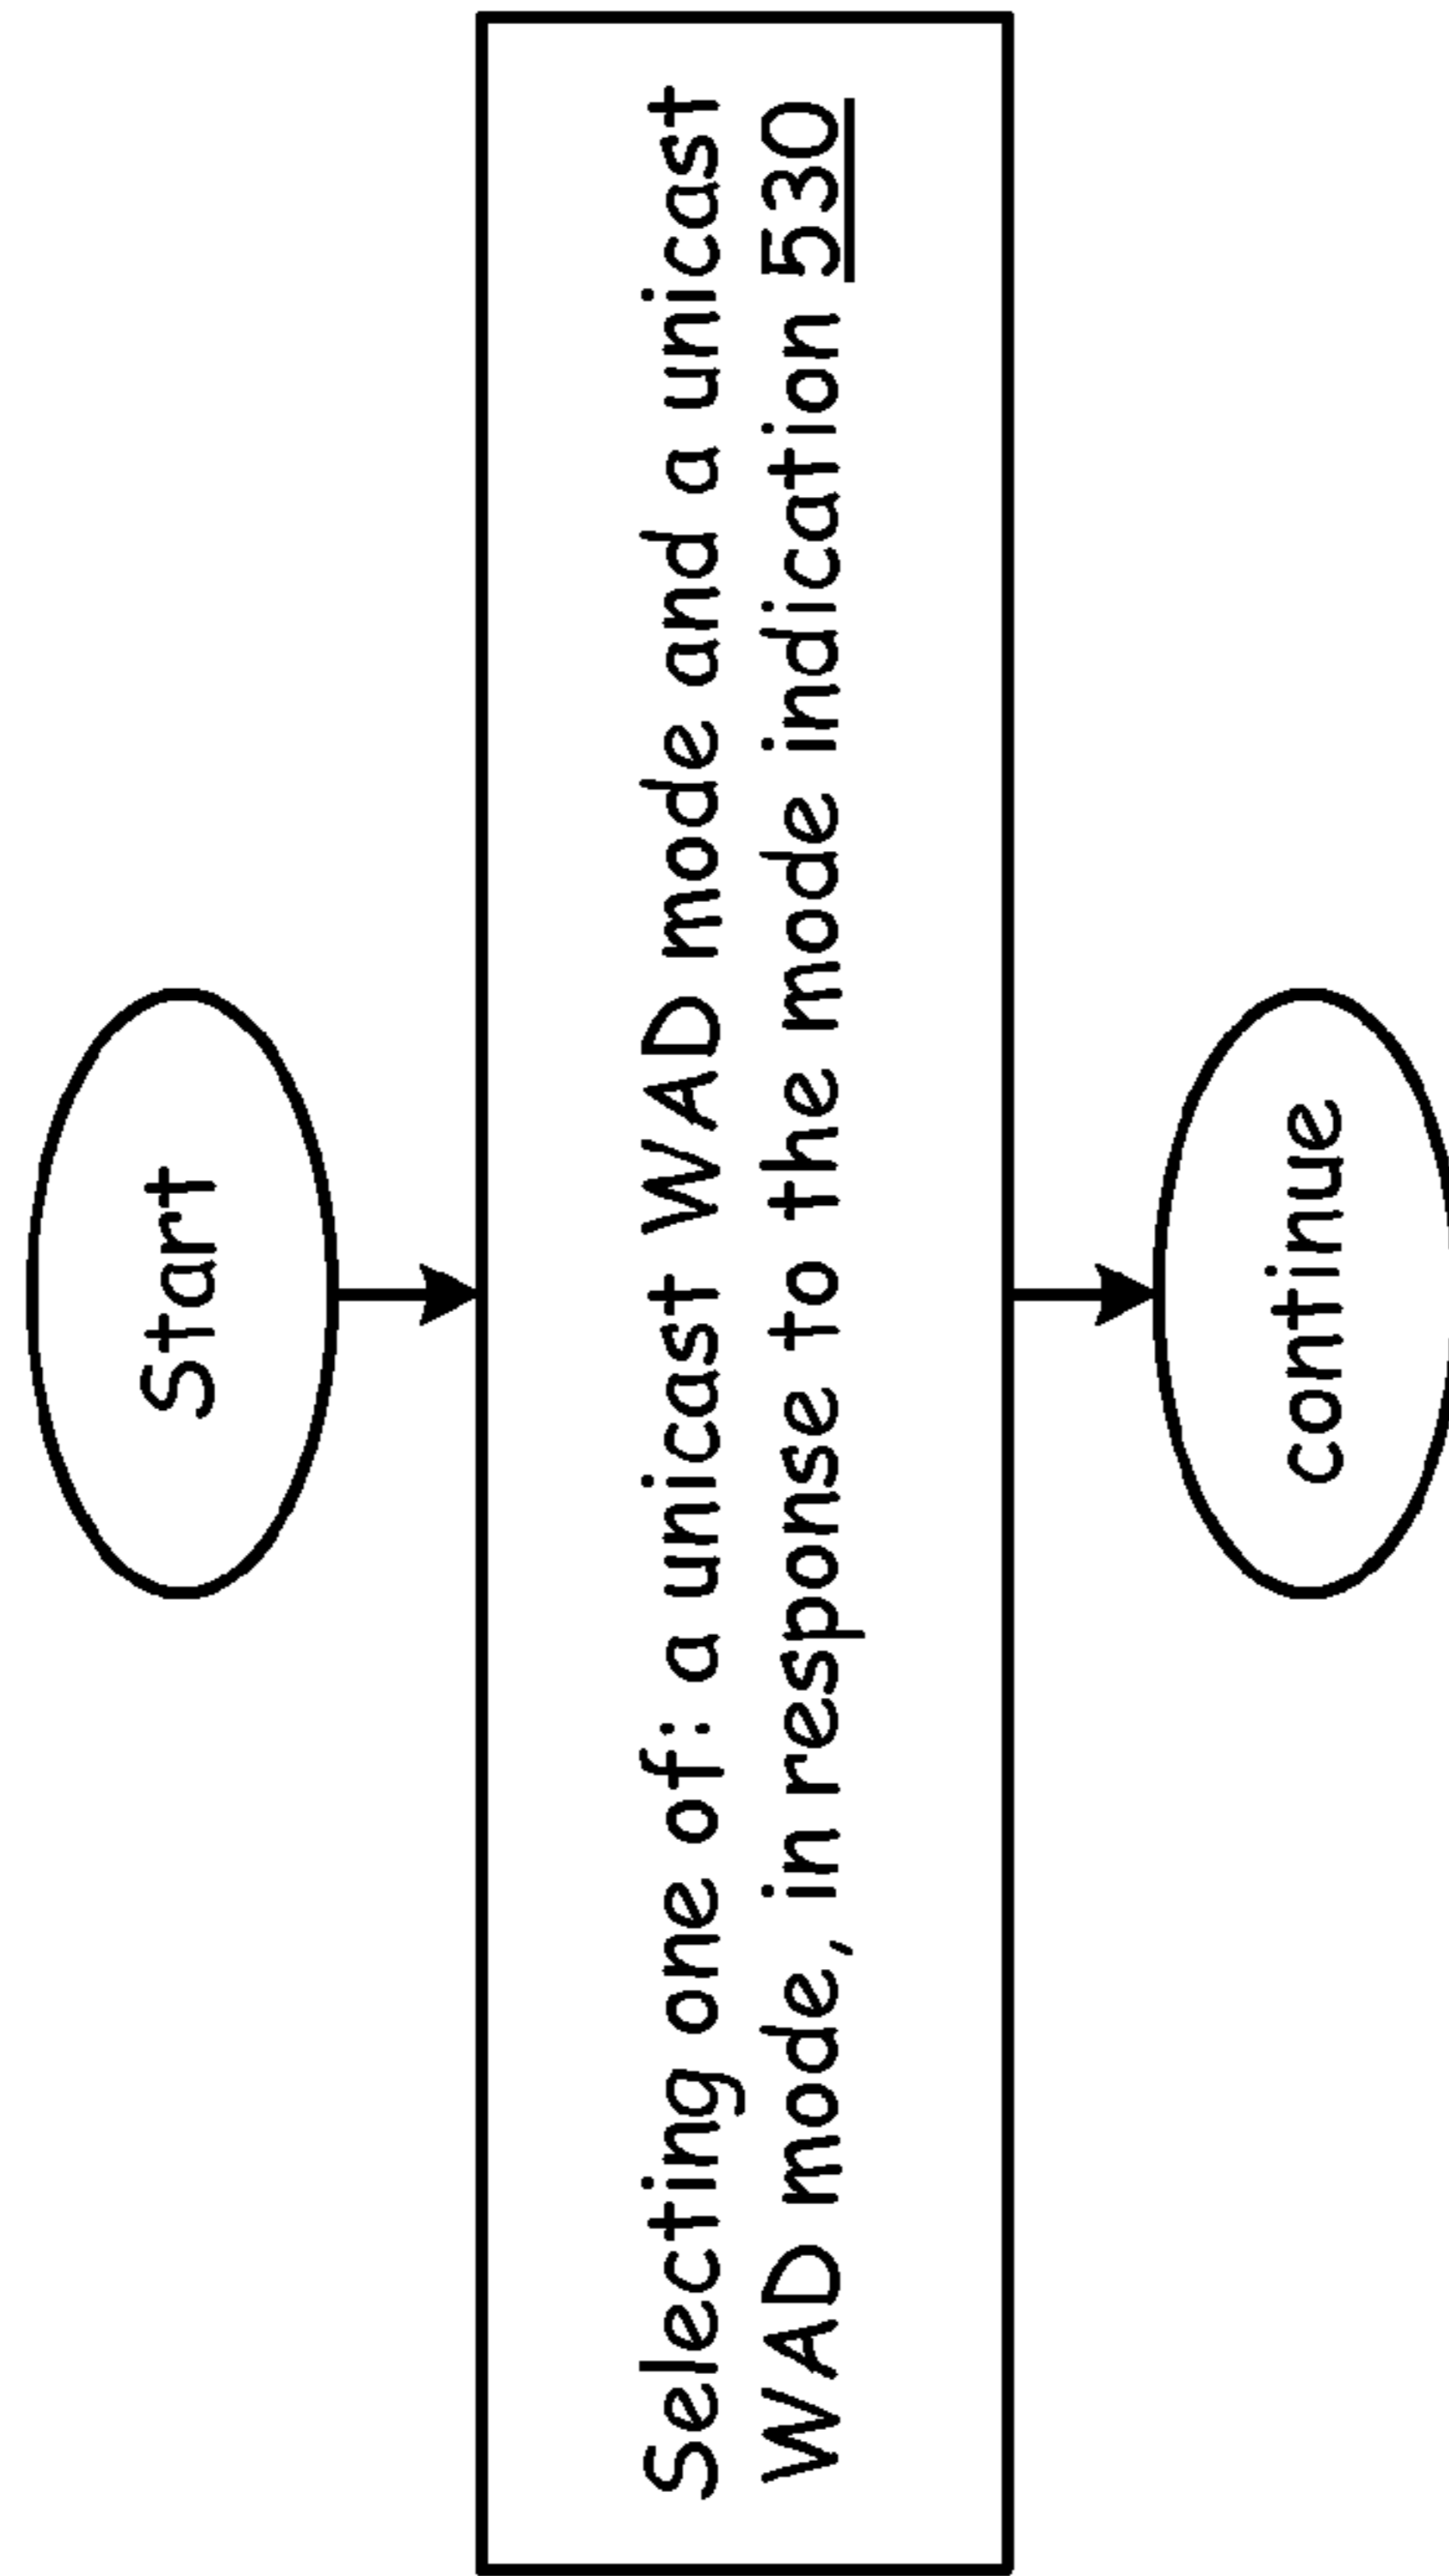 Start
Selecting one of: a unicast WAD mode and a unicast
WAD mode, in response to the mode indication 530
continue